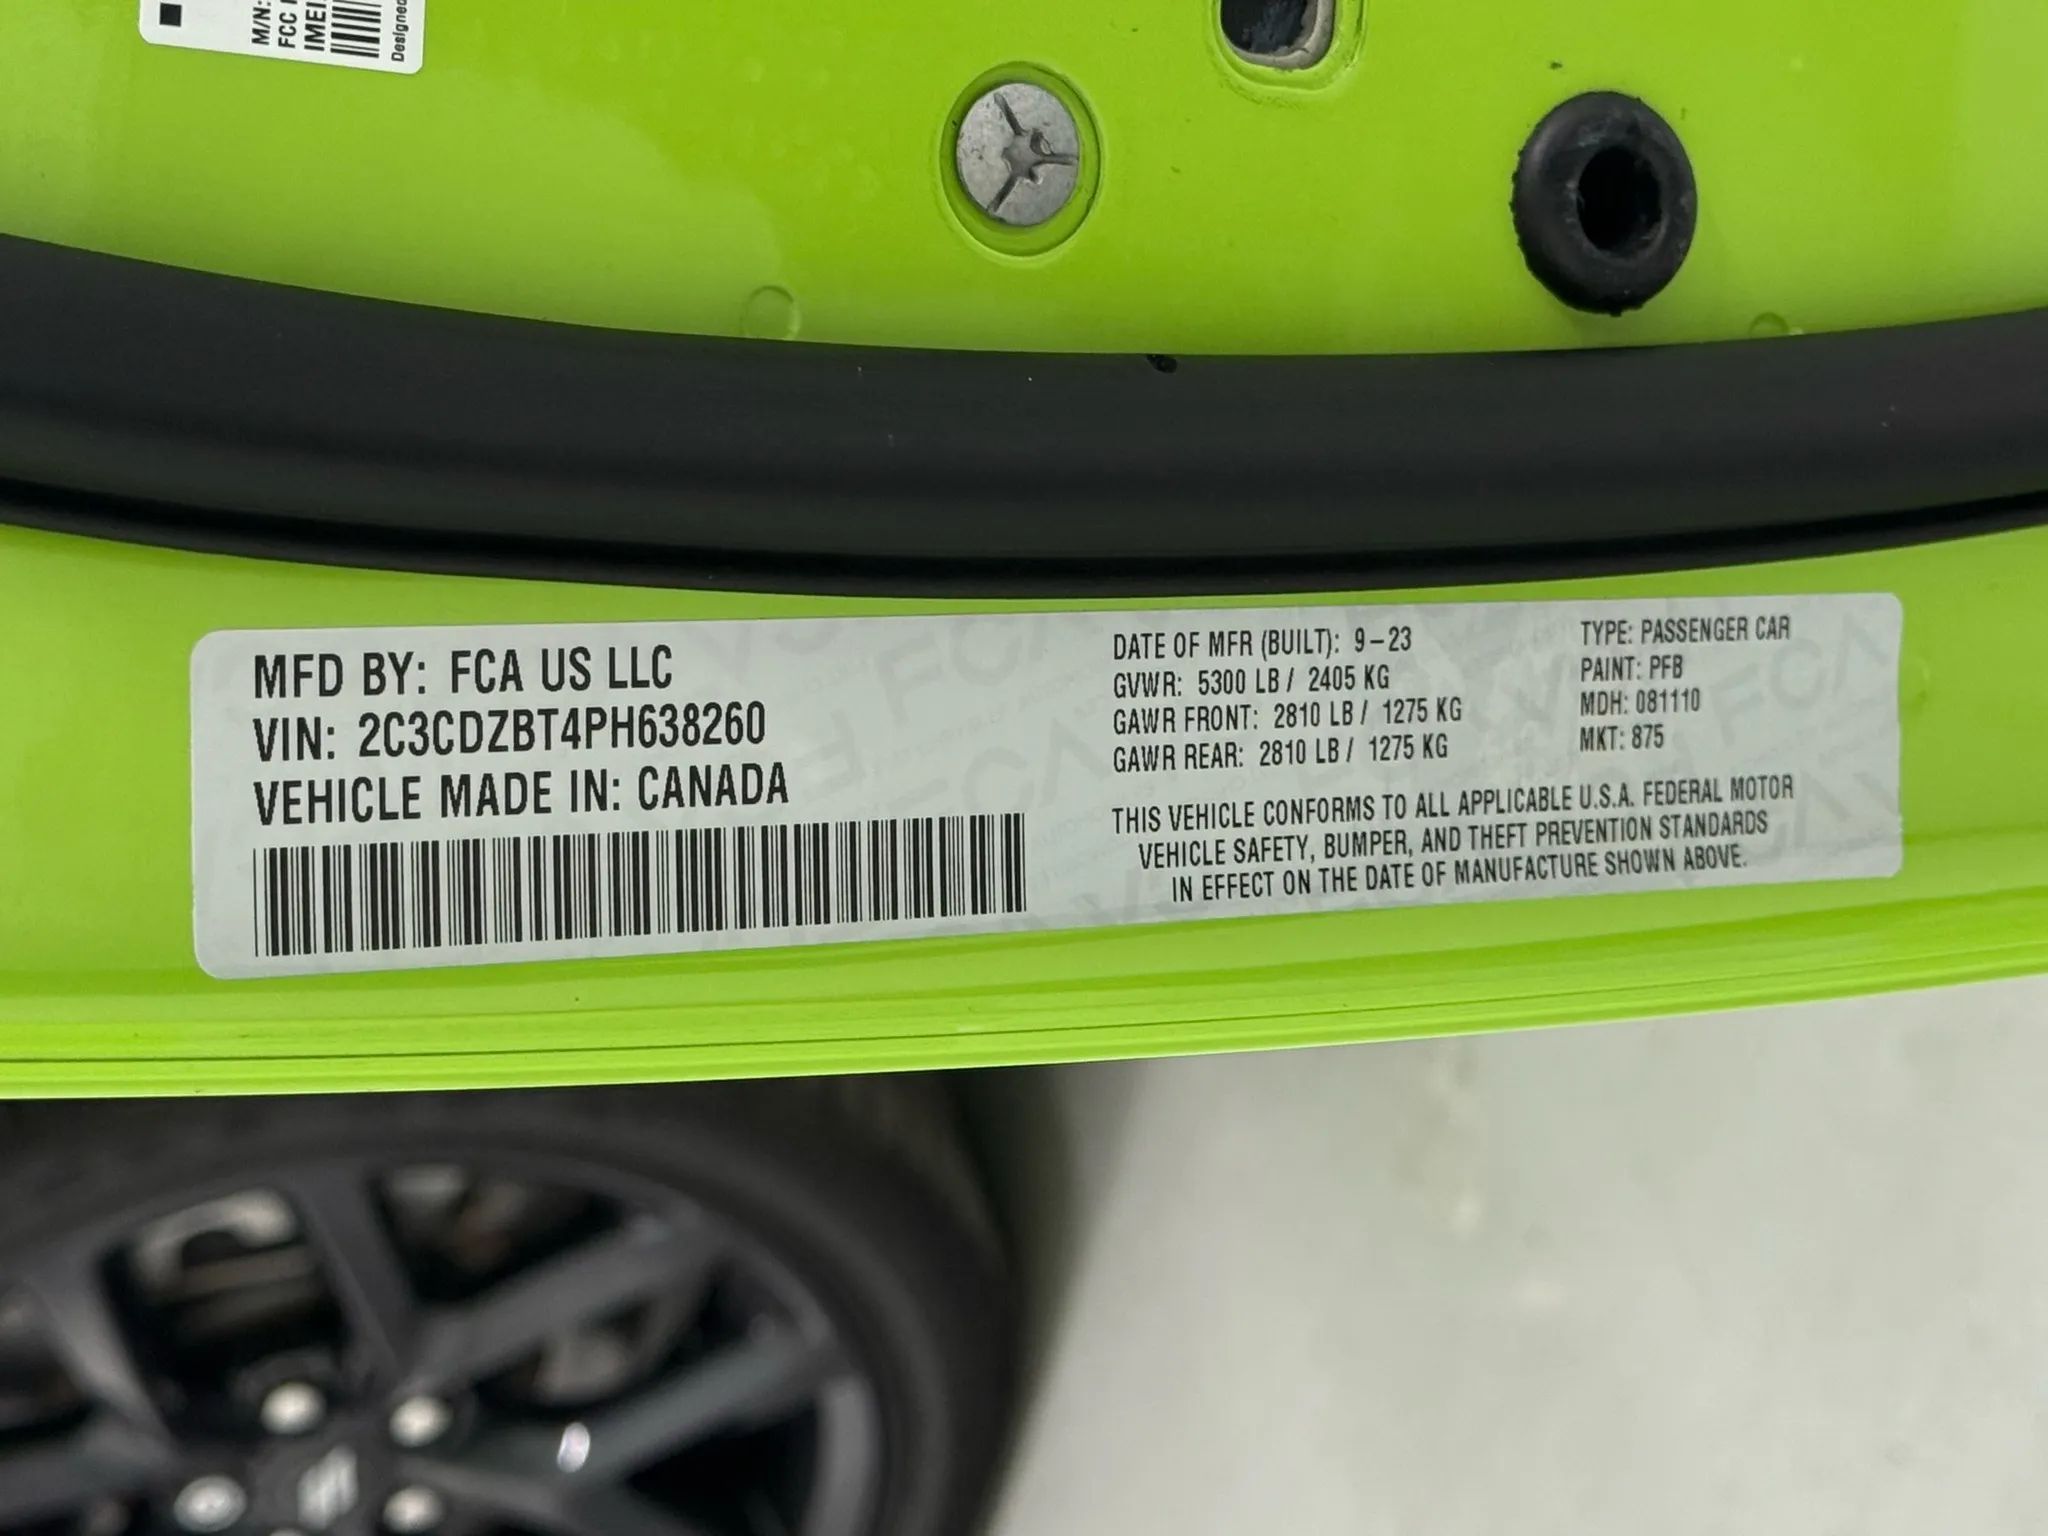 M/N:
FCC
IMEI
Designed
MFD BY: FCA US LLC
VIN: 2C3CDZBT4PH638260
VEHICLE MADE IN: CANADA
DATE OF MFR (BUILT): 9-23
GVWR: 5300 LB / 2405 KG
GAWR FRONT: 2810 LB / 1275 KG
GAWR REAR: 2810 LB / 1275 KG
TYPE: PASSENGER CAR
PAINT: PFB
MDH: 081110
MKT: 875
THIS VEHICLE CONFORMS TO ALL APPLICABLE U.S.A. FEDERAL MOTOR
VEHICLE SAFETY, BUMPER, AND THEFT PREVENTION STANDARDS
IN EFFECT ON THE DATE OF MANUFACTURE SHOWN ABOVE.